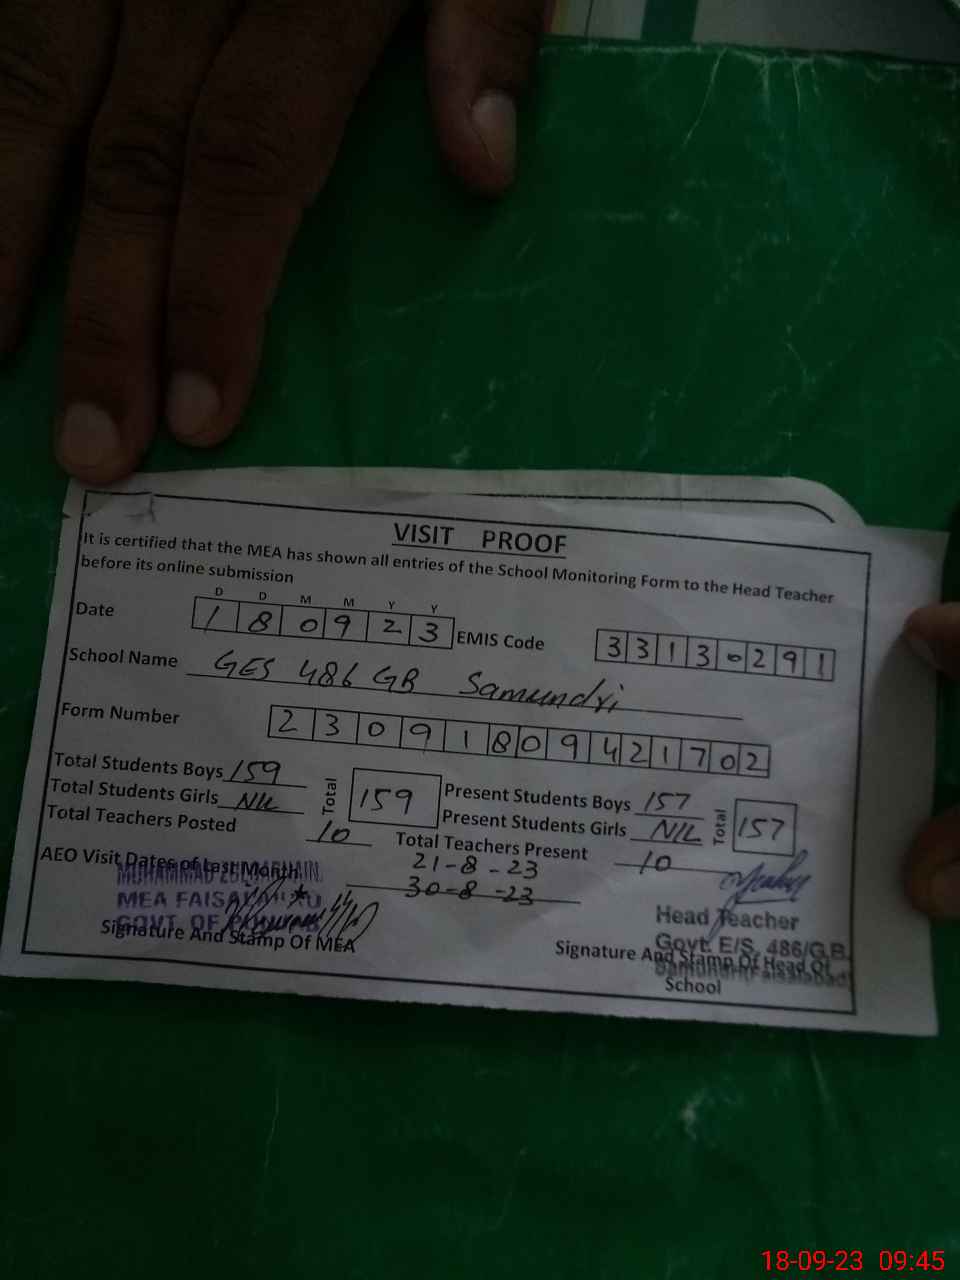 VISIT PROOF
It is certified that the MEA has shown all entries of the School Monitoring Form to the Head Teacher
before its online submission
D D M M Y Y
Date 1 8 0 9 2 3 EMIS Code 3 3 1 3 0 2 9 1
School Name GES 486 GB Samundri
Form Number 2 3 0 9 1 8 0 9 4 2 1 7 0 2
Total Students Boys 159 Total 159 Present Students Boys 157 Total 157
Total Students Girls NIL Present Students Girls NIL
Total Teachers Posted 10 Total Teachers Present 10
AEO Visit Dates of Last Month 21-8-23
30-8-23
MUHAMMAD
MEA FAISALABAD
GOVT. OF
Signature And Stamp Of MEA
Head Teacher
Govt. E/S. 486/G.B.
Samundri(Faisalabad)
Signature And Stamp Of Head Of
School
18-09-23 09:45